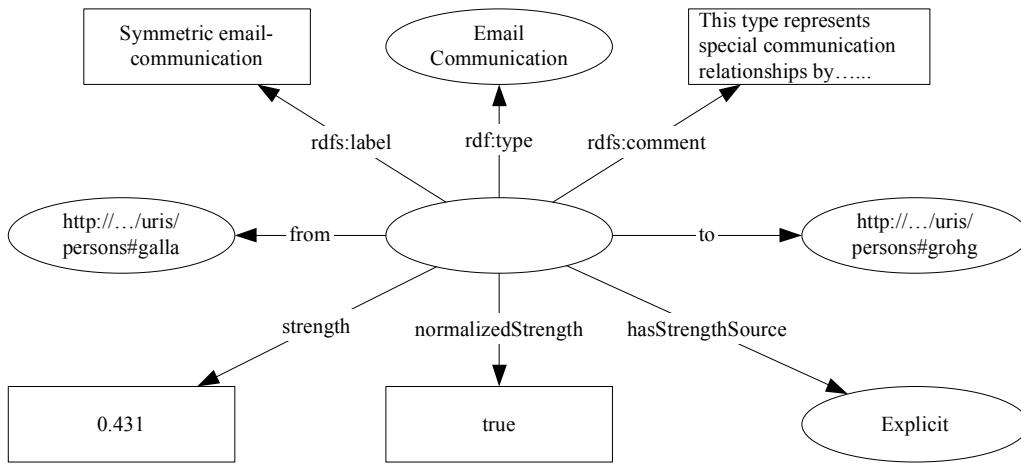 Symmetric email-
communication
Email
Communication
This type represents
special communication
relationships by…...
rdfs:label
rdf:type
rdfs:comment
http://…/uris/
persons#galla
from
to
http://…/uris/
persons#grohg
strength
normalizedStrength
hasStrengthSource
0.431
true
Explicit